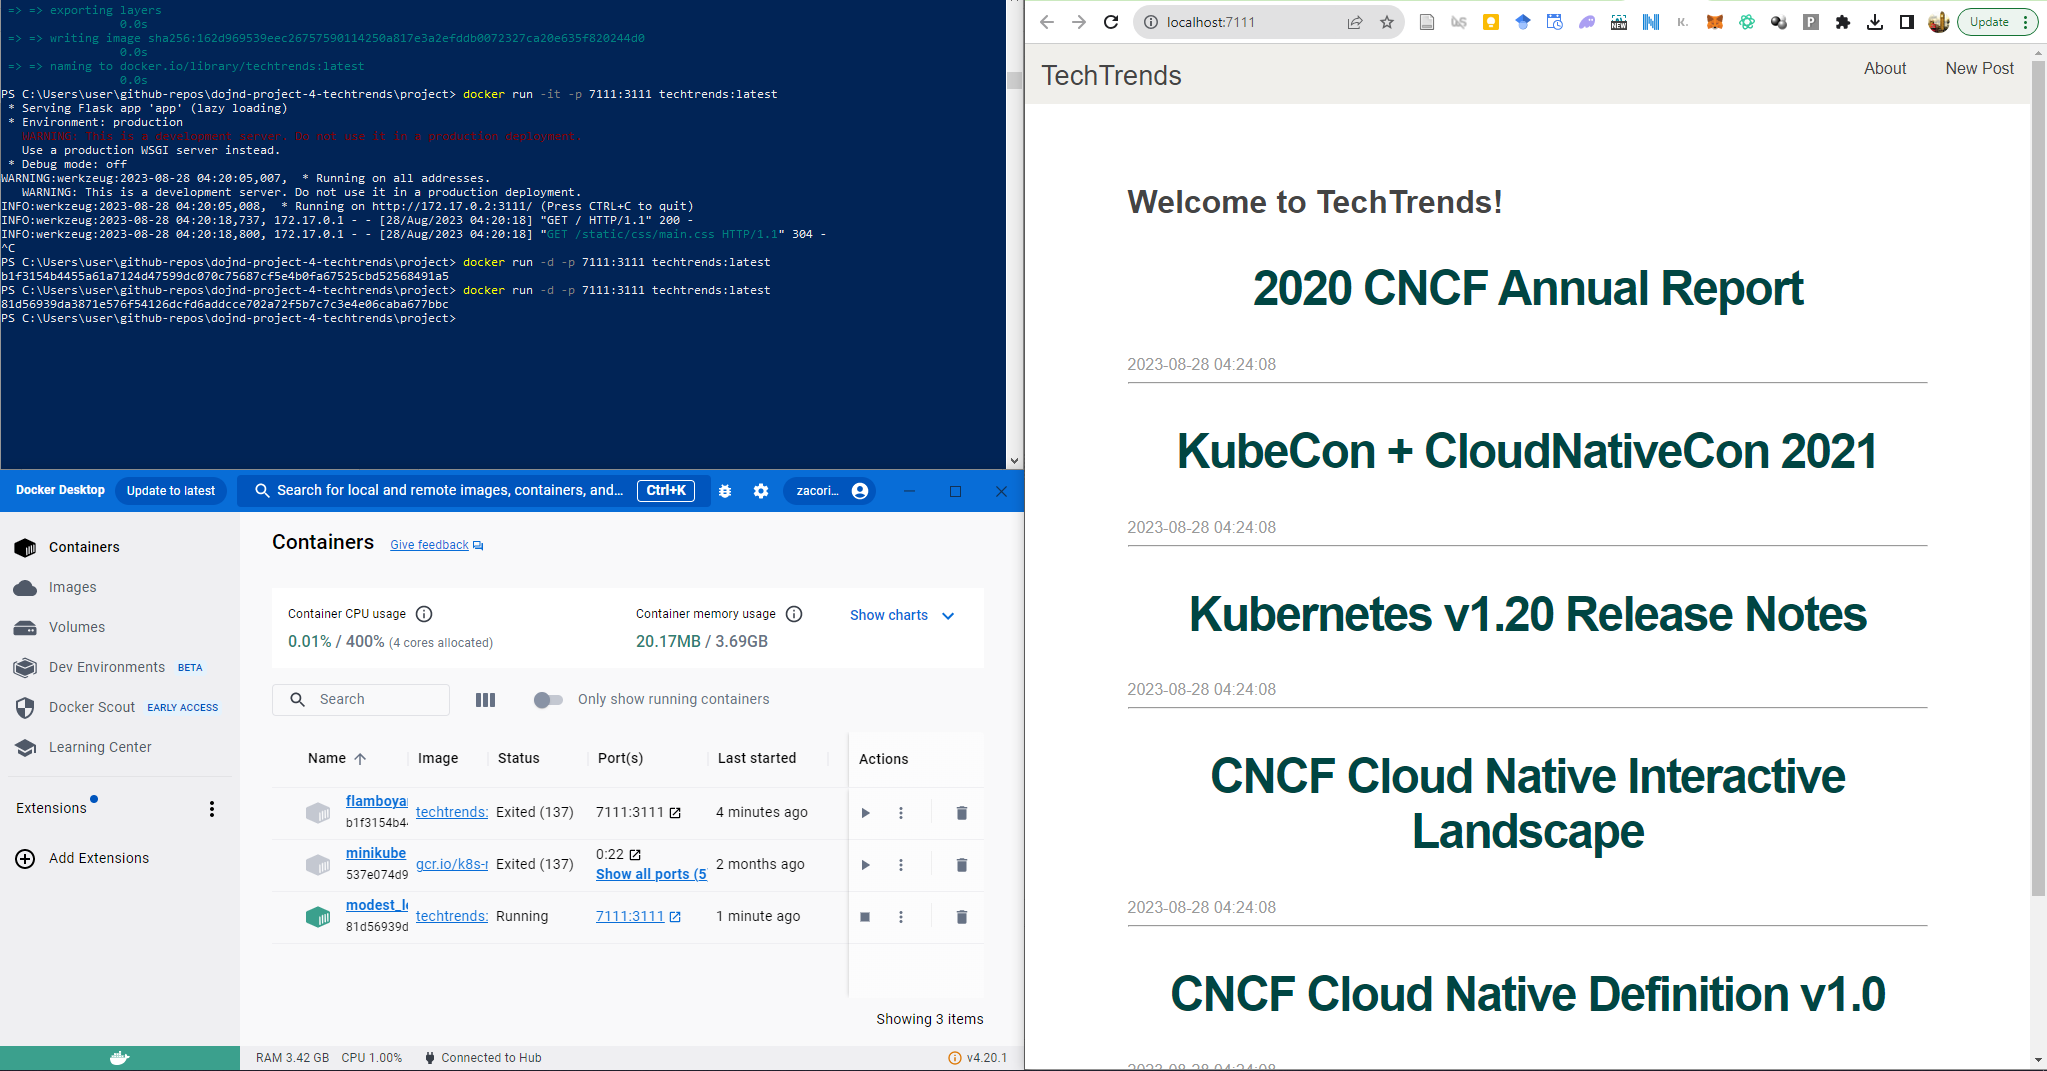 => => exporting layers
0.0s
=> => writing image sha256:162d969539eec26757590114250a817e3a2efddb0072327ca20e635f820244d0
0.0s
=> => naming to docker.io/library/techtrends:latest
0.0s
PS C:\Users\user\github-repos\dojnd-project-4-techtrends\project> docker run -it -p 7111:3111 techtrends:latest
* Serving Flask app 'app' (lazy loading)
* Environment: production
WARNING: This is a development server. Do not use it in a production deployment.
Use a production WSGI server instead.
* Debug mode: off
WARNING:werkzeug:2023-08-28 04:20:05,007,  * Running on all addresses.
WARNING: This is a development server. Do not use it in a production deployment.
INFO:werkzeug:2023-08-28 04:20:05,008,  * Running on http://172.17.0.2:3111/ (Press CTRL+C to quit)
INFO:werkzeug:2023-08-28 04:20:18,737, 172.17.0.1 - - [28/Aug/2023 04:20:18] "GET / HTTP/1.1" 200 -
INFO:werkzeug:2023-08-28 04:20:18,800, 172.17.0.1 - - [28/Aug/2023 04:20:18] "GET /static/css/main.css HTTP/1.1" 304 -
^C
PS C:\Users\user\github-repos\dojnd-project-4-techtrends\project> docker run -d -p 7111:3111 techtrends:latest
b1f3154b4455a61a7124d47599dc070c75687cf5e4b0fa67525cbd52568491a5
PS C:\Users\user\github-repos\dojnd-project-4-techtrends\project> docker run -d -p 7111:3111 techtrends:latest
81d56939da3871e576f54126dcfd6addcce702a72f5b7c7c3e4e06caba677bbc
PS C:\Users\user\github-repos\dojnd-project-4-techtrends\project>
Docker Desktop
Update to latest
Search for local and remote images, containers, and...
Ctrl+K
zacori...
Containers
Images
Volumes
Dev Environments BETA
Docker Scout EARLY ACCESS
Learning Center
Extensions
Add Extensions
Containers Give feedback
Container CPU usage
0.01% / 400% (4 cores allocated)
Container memory usage
20.17MB / 3.69GB
Show charts
Search
Only show running containers
Name Image Status Port(s) Last started Actions
flamboya techtrends: Exited (137) 7111:3111 4 minutes ago
b1f3154b4
minikube gcr.io/k8s- Exited (137) 0:22 2 months ago
537e074d9 Show all ports (5
modest_l techtrends: Running 7111:3111 1 minute ago
81d56939d
Showing 3 items
RAM 3.42 GB CPU 1.00% Connected to Hub
v4.20.1
localhost:7111
NEW
K.
P
Update
TechTrends
About
New Post
Welcome to TechTrends!
2020 CNCF Annual Report
2023-08-28 04:24:08
KubeCon + CloudNativeCon 2021
2023-08-28 04:24:08
Kubernetes v1.20 Release Notes
2023-08-28 04:24:08
CNCF Cloud Native Interactive
Landscape
2023-08-28 04:24:08
CNCF Cloud Native Definition v1.0
2023-08-28 04:24:08